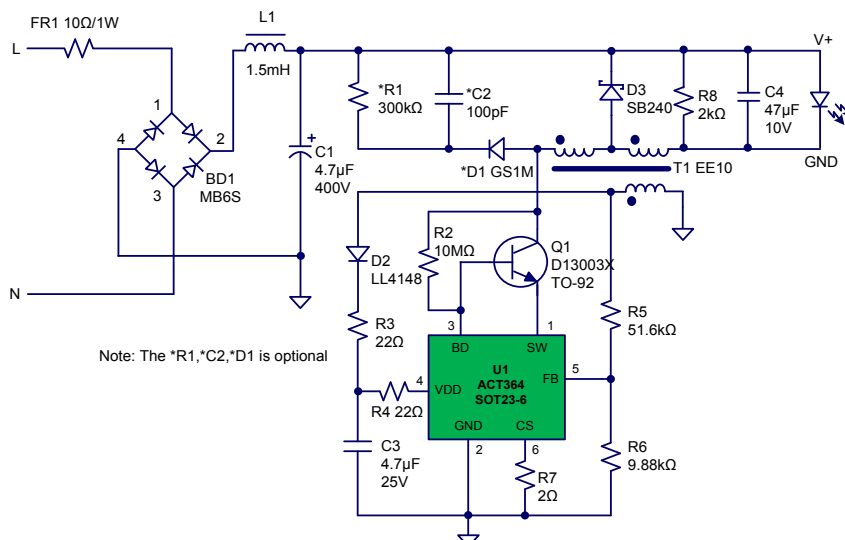 FR1 10Ω/1W
L
L1
1.5mH
V+
*R1
300kΩ
*C2
100pF
D3
SB240
R8
2kΩ
C4
47µF
10V
1
4
2
3
BD1
MB6S
+
C1
4.7µF
400V
*D1 GS1M
T1 EE10
GND
N
D2
LL4148
R2
10MΩ
Q1
D13003X
TO-92
R3
22Ω
R5
51.6kΩ
Note: The *R1,*C2,*D1 is optional
3
1
BD
SW
U1
ACT364
SOT23-6
4
VDD
FB
5
R4 22Ω
GND
CS
2
6
C3
4.7µF
25V
R7
2Ω
R6
9.88kΩ